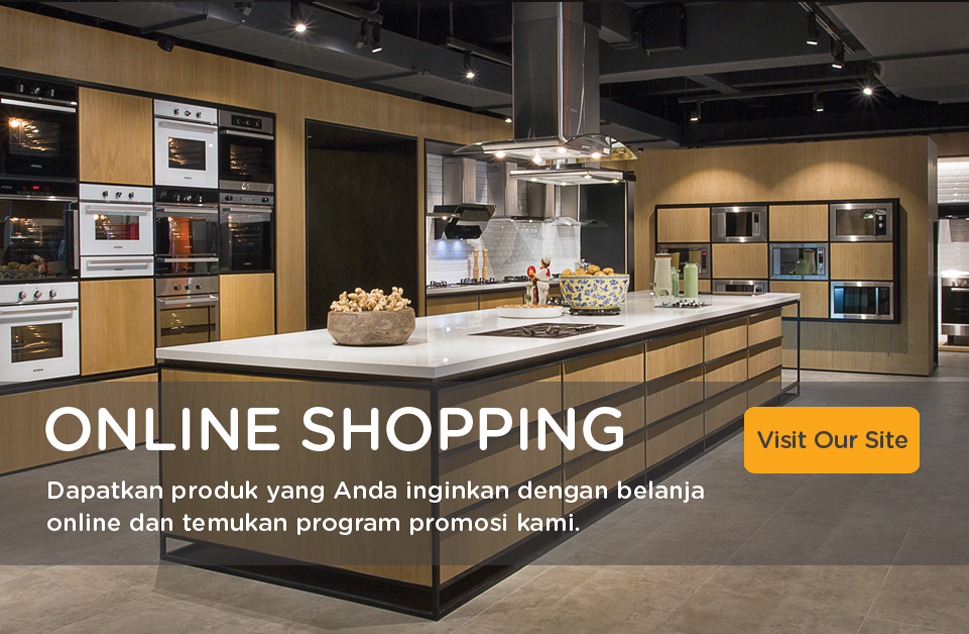 ONLINE SHOPPING
Visit Our Site
Dapatkan produk yang Anda inginkan dengan belanja
online dan temukan program promosi kami.